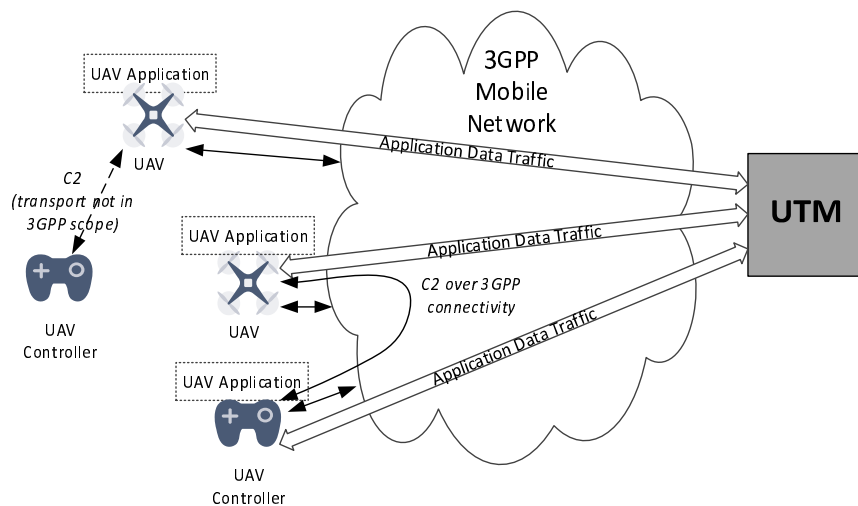 3GPP
Mobile
Network
UAV Application
UAV
Application Data Traffic
C2
(transport not in
3GPP scope)
UTM
UAV Application
Application Data Traffic
UAV
C2 over 3GPP
connectivity
UAV
Controller
Application Data Traffic
UAV Application
UAV
Controller